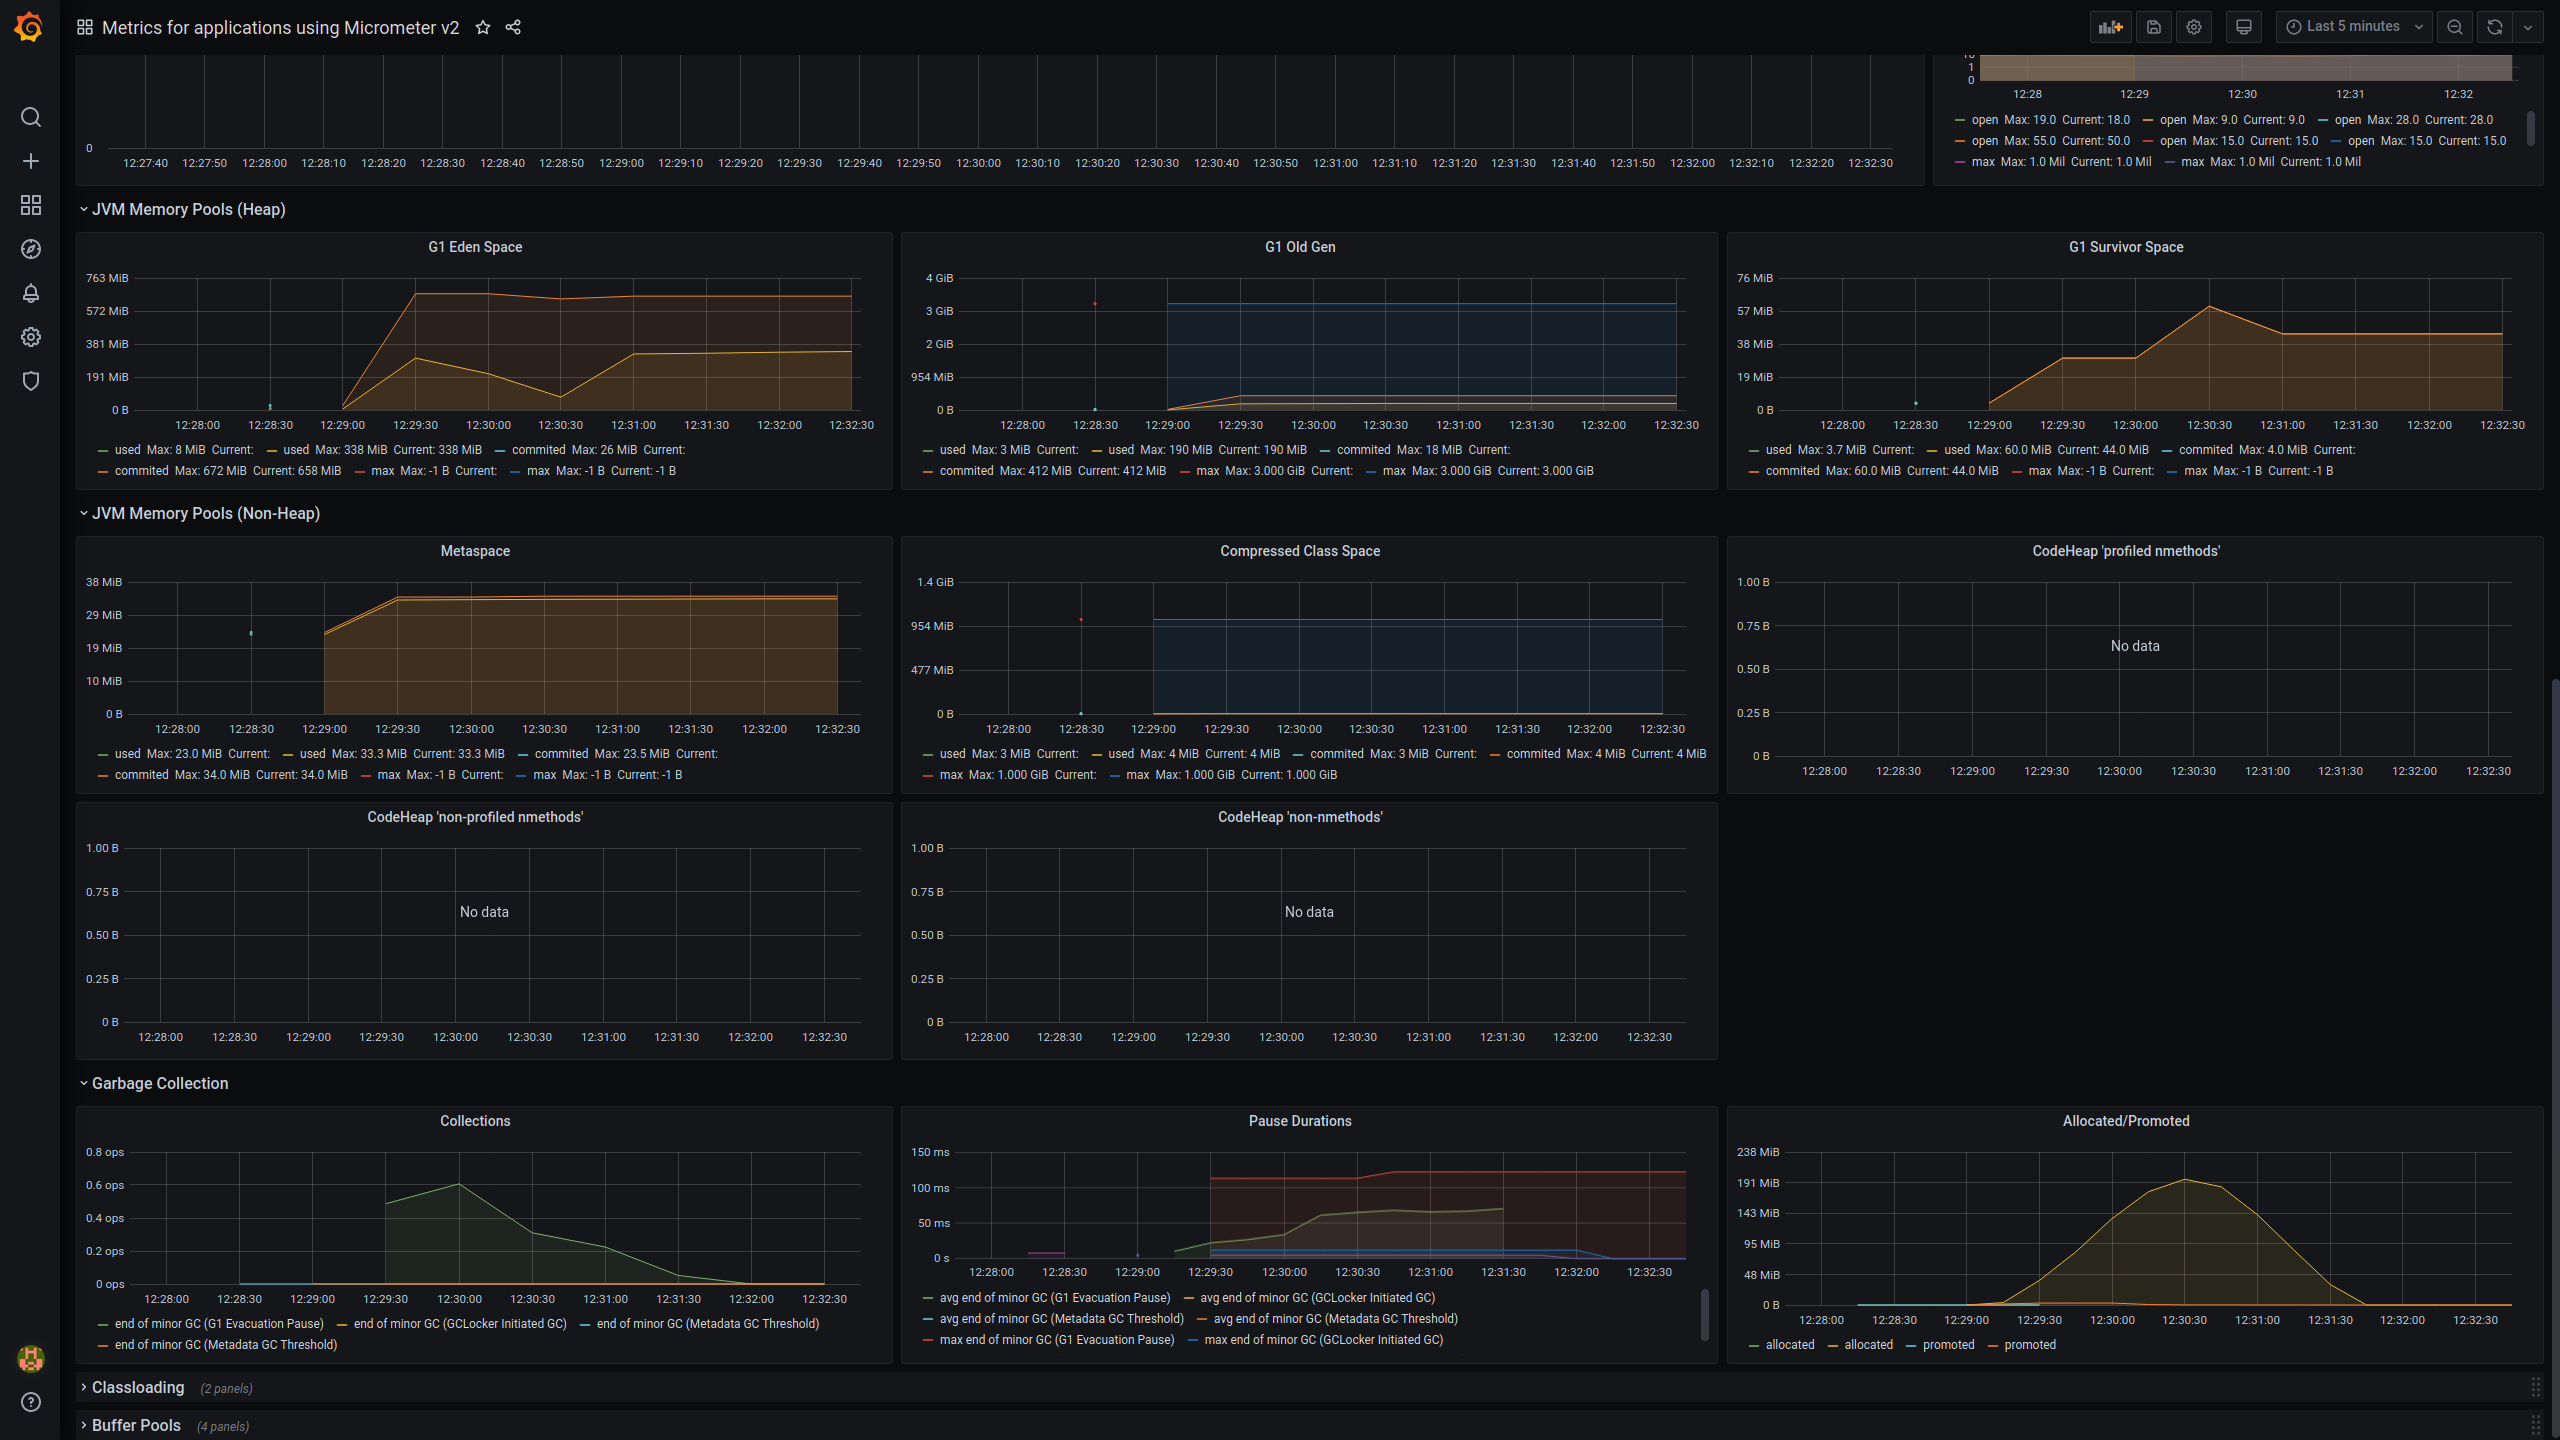 Metrics for applications using Micrometer v2
Last 5 minutes
0
12:27:40 12:27:50 12:28:00 12:28:10 12:28:20 12:28:30 12:28:40 12:28:50 12:29:00 12:29:10 12:29:20 12:29:30 12:29:40 12:29:50 12:30:00 12:30:10 12:30:20 12:30:30 12:30:40 12:30:50 12:31:00 12:31:10 12:31:20 12:31:30 12:31:40 12:31:50 12:32:00 12:32:10 12:32:20 12:32:30
1
0
12:28 12:29 12:30 12:31 12:32
open Max: 19.0 Current: 18.0 open Max: 9.0 Current: 9.0 open Max: 28.0 Current: 28.0
open Max: 55.0 Current: 50.0 open Max: 15.0 Current: 15.0 open Max: 15.0 Current: 15.0
max Max: 1.0 Mil Current: 1.0 Mil max Max: 1.0 Mil Current: 1.0 Mil
JVM Memory Pools (Heap)
G1 Eden Space
763 MiB
572 MiB
381 MiB
191 MiB
0 B
12:28:00 12:28:30 12:29:00 12:29:30 12:30:00 12:30:30 12:31:00 12:31:30 12:32:00 12:32:30
used Max: 8 MiB Current: used Max: 338 MiB Current: 338 MiB commited Max: 26 MiB Current:
commited Max: 672 MiB Current: 658 MiB max Max: -1 B Current: max Max: -1 B Current: -1 B
G1 Old Gen
4 GiB
3 GiB
2 GiB
954 MiB
0 B
12:28:00 12:28:30 12:29:00 12:29:30 12:30:00 12:30:30 12:31:00 12:31:30 12:32:00 12:32:30
used Max: 3 MiB Current: used Max: 190 MiB Current: 190 MiB commited Max: 18 MiB Current:
commited Max: 412 MiB Current: 412 MiB max Max: 3.000 GiB Current: max Max: 3.000 GiB Current: 3.000 GiB
G1 Survivor Space
76 MiB
57 MiB
38 MiB
19 MiB
0 B
12:28:00 12:28:30 12:29:00 12:29:30 12:30:00 12:30:30 12:31:00 12:31:30 12:32:00 12:32:30
used Max: 3.7 MiB Current: used Max: 60.0 MiB Current: 44.0 MiB commited Max: 4.0 MiB Current:
commited Max: 60.0 MiB Current: 44.0 MiB max Max: -1 B Current: max Max: -1 B Current: -1 B
JVM Memory Pools (Non-Heap)
Metaspace
38 MiB
29 MiB
19 MiB
10 MiB
0 B
12:28:00 12:28:30 12:29:00 12:29:30 12:30:00 12:30:30 12:31:00 12:31:30 12:32:00 12:32:30
used Max: 23.0 MiB Current: used Max: 33.3 MiB Current: 33.3 MiB commited Max: 23.5 MiB Current:
commited Max: 34.0 MiB Current: 34.0 MiB max Max: -1 B Current: max Max: -1 B Current: -1 B
Compressed Class Space
1.4 GiB
954 MiB
477 MiB
0 B
12:28:00 12:28:30 12:29:00 12:29:30 12:30:00 12:30:30 12:31:00 12:31:30 12:32:00 12:32:30
used Max: 3 MiB Current: used Max: 4 MiB Current: 4 MiB commited Max: 3 MiB Current: commited Max: 4 MiB Current: 4 MiB
max Max: 1.000 GiB Current: max Max: 1.000 GiB Current: 1.000 GiB
CodeHeap 'profiled nmethods'
1.00 B
0.75 B
0.50 B
0.25 B
0 B
No data
12:28:00 12:28:30 12:29:00 12:29:30 12:30:00 12:30:30 12:31:00 12:31:30 12:32:00 12:32:30
CodeHeap 'non-profiled nmethods'
1.00 B
0.75 B
0.50 B
0.25 B
0 B
No data
12:28:00 12:28:30 12:29:00 12:29:30 12:30:00 12:30:30 12:31:00 12:31:30 12:32:00 12:32:30
CodeHeap 'non-nmethods'
1.00 B
0.75 B
0.50 B
0.25 B
0 B
No data
12:28:00 12:28:30 12:29:00 12:29:30 12:30:00 12:30:30 12:31:00 12:31:30 12:32:00 12:32:30
Garbage Collection
Collections
0.8 ops
0.6 ops
0.4 ops
0.2 ops
0 ops
12:28:00 12:28:30 12:29:00 12:29:30 12:30:00 12:30:30 12:31:00 12:31:30 12:32:00 12:32:30
end of minor GC (G1 Evacuation Pause) end of minor GC (GCLocker Initiated GC) end of minor GC (Metadata GC Threshold)
end of minor GC (Metadata GC Threshold)
Pause Durations
150 ms
100 ms
50 ms
0 s
12:28:00 12:28:30 12:29:00 12:29:30 12:30:00 12:30:30 12:31:00 12:31:30 12:32:00 12:32:30
avg end of minor GC (G1 Evacuation Pause) avg end of minor GC (GCLocker Initiated GC)
avg end of minor GC (Metadata GC Threshold) avg end of minor GC (Metadata GC Threshold)
max end of minor GC (G1 Evacuation Pause) max end of minor GC (GCLocker Initiated GC)
Allocated/Promoted
238 MiB
191 MiB
143 MiB
95 MiB
48 MiB
0 B
12:28:00 12:28:30 12:29:00 12:29:30 12:30:00 12:30:30 12:31:00 12:31:30 12:32:00 12:32:30
allocated allocated promoted promoted
Classloading (2 panels)
Buffer Pools (4 panels)